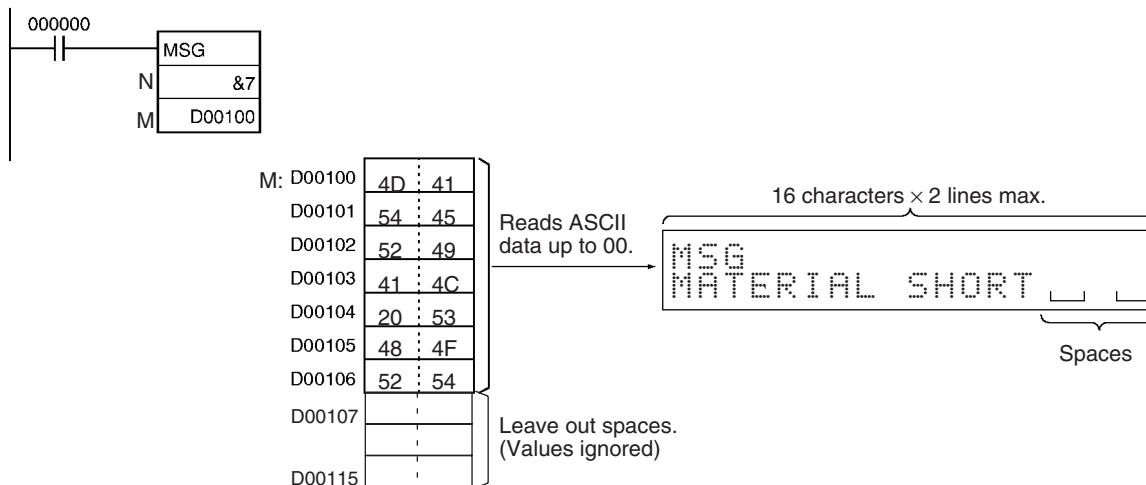 000000
MSG
N &7
M D00100
M: D00100 4D 41
D00101 54 45
D00102 52 49
D00103 41 4C
D00104 20 53
D00105 48 4F
D00106 52 54
D00107
D00115
Reads ASCII
data up to 00.
Leave out spaces.
(Values ignored)
16 characters × 2 lines max.
MSG
MATERIAL SHORT
Spaces